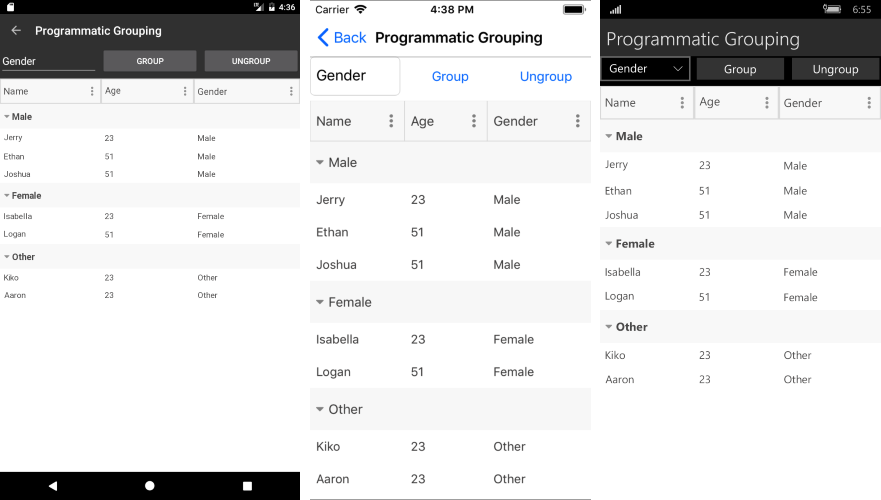 4:36
Programmatic Grouping
Gender GROUP UNGROUP
Name Age Gender
Male
Jerry 23 Male
Ethan 51 Male
Joshua 51 Male
Female
Isabella 23 Female
Logan 51 Female
Other
Kiko 23 Other
Aaron 23 Other
Carrier 4:38 PM
Back Programmatic Grouping
Gender Group Ungroup
Name Age Gender
Male
Jerry 23 Male
Ethan 51 Male
Joshua 51 Male
Female
Isabella 23 Female
Logan 51 Female
Other
Kiko 23 Other
Aaron 23 Other
6:55
Programmatic Grouping
Gender Group Ungroup
Name Age Gender
Male
Jerry 23 Male
Ethan 51 Male
Joshua 51 Male
Female
Isabella 23 Female
Logan 51 Female
Other
Kiko 23 Other
Aaron 23 Other